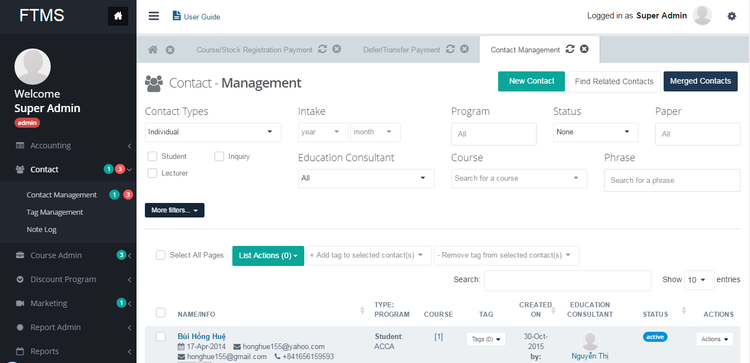 FTMS
User Guide
Logged in as Super Admin
Welcome
Super Admin
admin
Accounting
Contact 1 3
Contact Management 1 3
Tag Management
Note Log
Course Admin 3
Discount Program
Marketing 1
Report Admin
Reports
Course/Stock Registration Payment
Defer/Transfer Payment
Contact Management
Contact - Management
New Contact
Find Related Contacts
Merged Contacts
Contact Types
Intake
Program
Status
Paper
Individual
year
month
All
None
All
Student
Inquiry
Lecturer
Education Consultant
Course
Phrase
All
Search for a course
Search for a phrase
More filters...
Select All Pages
List Actions (0)
+ Add tag to selected contact(s)
- Remove tag from selected contact(s)
Search:
Show 10 entries
NAME/INFO
TYPE:
PROGRAM
COURSE
TAG
CREATED
ON
EDUCATION
CONSULTANT
STATUS
ACTIONS
Bùi Hồng Huệ
17-Apr-2014 honghue155@yahoo.com
honghue155@gmail.com +841656159593
Student:
ACCA
[1]
Tags (0)
30-Oct-
2015
by:
Nguyễn Thị
active
Actions